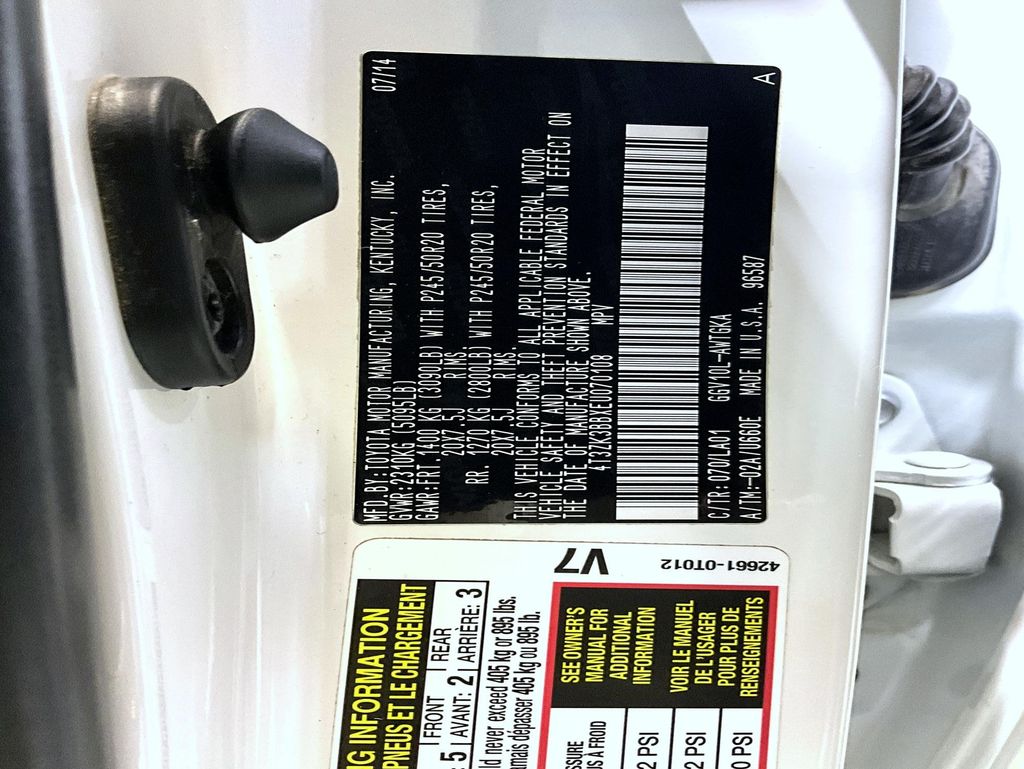 MFD.BY:TOYOTA MOTOR MANUFACTURING, KENTUCKY, INC. 07/14
GVWR:2310KG (5095LB)
GAWR:FRT.1400 KG (3090LB) WITH P245/50R20 TIRES,
20X7.5J RIMS
RR. 1270 KG (2800LB) WITH P245/50R20 TIRES,
20X7.5J RIMS.
THIS VEHICLE CONFORMS TO ALL APPLICABLE FEDERAL MOTOR
VEHICLE SAFETY AND THEFT PREVENTION STANDARDS IN EFFECT ON
THE DATE OF MANUFACTURE SHOWN ABOVE.
4T3ZK3BBXEU070108 MPV
C/TR:070/LA01 GGV10L-AWTGKA
A/TM:-02A/U660E MADE IN U.S.A. 96587 A
V7
42661-0T012
NG INFORMATION
PNEUS ET LE CHARGEMENT
FRONT REAR
: 5 AVANT: 2 ARRIÈRE: 3
ld never exceed 405 kg or 895 lbs.
amais dépasser 405 kg ou 895 lb.
SSURE
S À FROID
2 PSI
2 PSI
0 PSI
SEE OWNER'S
MANUAL FOR
ADDITIONAL
INFORMATION
VOIR LE MANUEL
DE L'USAGER
POUR PLUS DE
RENSEIGNEMENTS